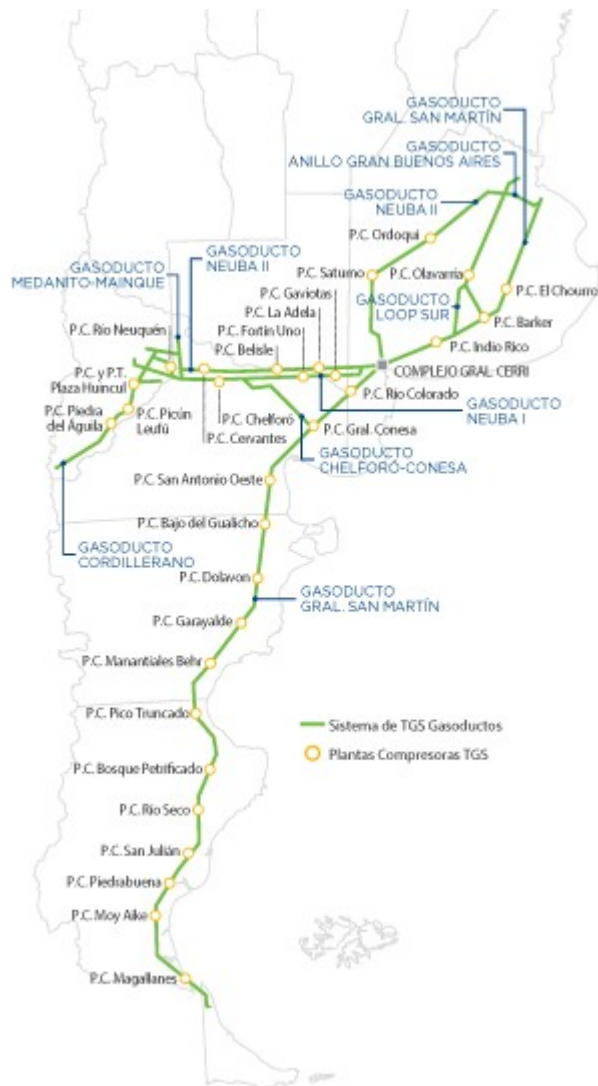 GASODUCTO
GRAL. SAN MARTÍN
GASODUCTO
ANILLO GRAN BUENOS AIRES
GASODUCTO
NEUBA II
P.C. Ordoqui
GASODUCTO
NEUBA II
GASODUCTO
MEDANITO-MAINQUE
P.C. Saturno
P.C. Olavarria
P.C. Gaviotas
GASODUCTO
LOOP SUR
P.C. El Chourro
P.C. La Adela
P.C. Barker
P.C. Río Neuquén
P.C. Fortín Uno
P.C. Belisle
P.C. Indio Rico
COMPLEJO GRAL. CERRI
P.C. y P.T.
Plaza Huincul
P.C. Río Colorado
GASODUCTO
NEUBA I
P.C. Piedra
del Águila
P.C. Picún
Leufú
P.C. Chelforó
P.C. Cervantes
P.C. Gral. Conesa
GASODUCTO
CHELFORÓ-CONESA
P.C. San Antonio Oeste
P.C. Bajo del Gualicho
GASODUCTO
CORDILLERANO
P.C. Dolavon
GASODUCTO
GRAL. SAN MARTÍN
P.C. Garayalde
P.C. Manantiales Behr
P.C. Pico Truncado
Sistema de TGS Gasoductos
Plantas Compresoras TGS
P.C. Bosque Petrificado
P.C. Río Seco
P.C. San Julián
P.C. Piedrabuena
P.C. Moy Aike
P.C. Magallanes